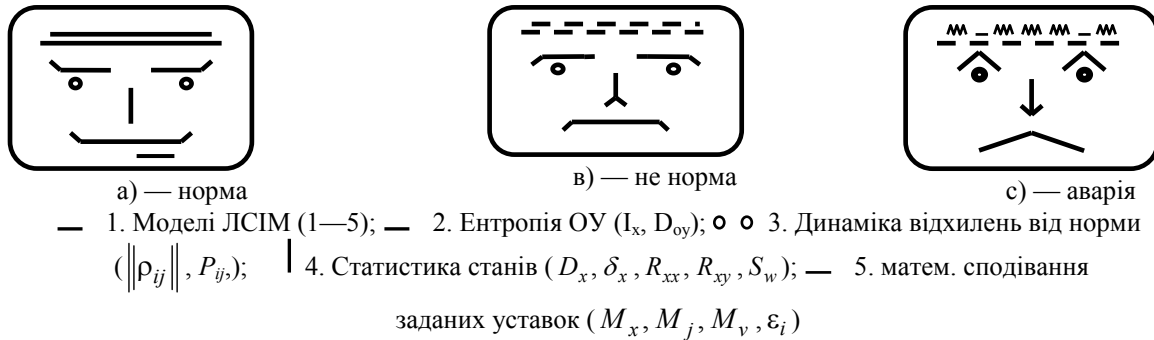 а) — норма
в) — не норма
с) — аварія
1. Моделі ЛСІМ (1—5); 2. Ентропія ОУ (Iₓ, Dₒᵧ); 3. Динаміка відхилень від норми
(‖ρᵢⱼ‖, Pᵢⱼ,); 4. Статистика станів (Dₓ, δₓ, Rₓₓ, Rₓᵧ, S_w); 5. матем. сподівання
заданих уставок (Mₓ, Mⱼ, Mᵥ, εᵢ)